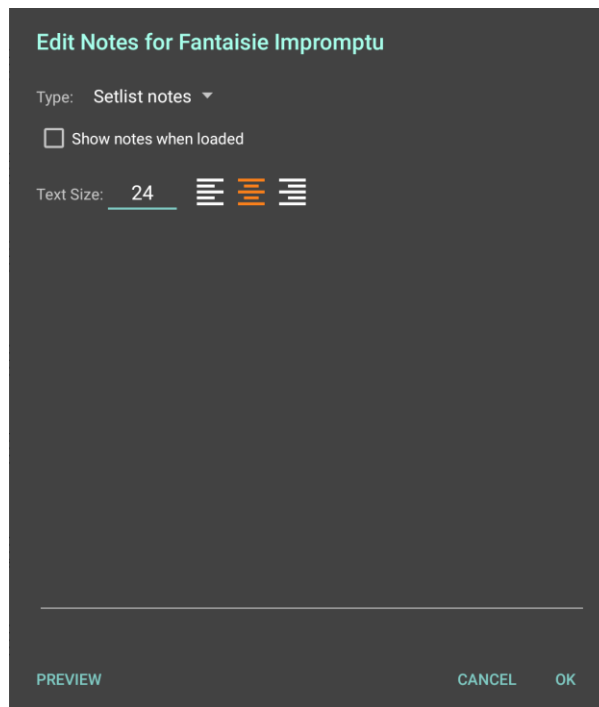 Edit Notes for Fantaisie Impromptu
Type: Setlist notes
Show notes when loaded
Text Size: 24
PREVIEW CANCEL OK